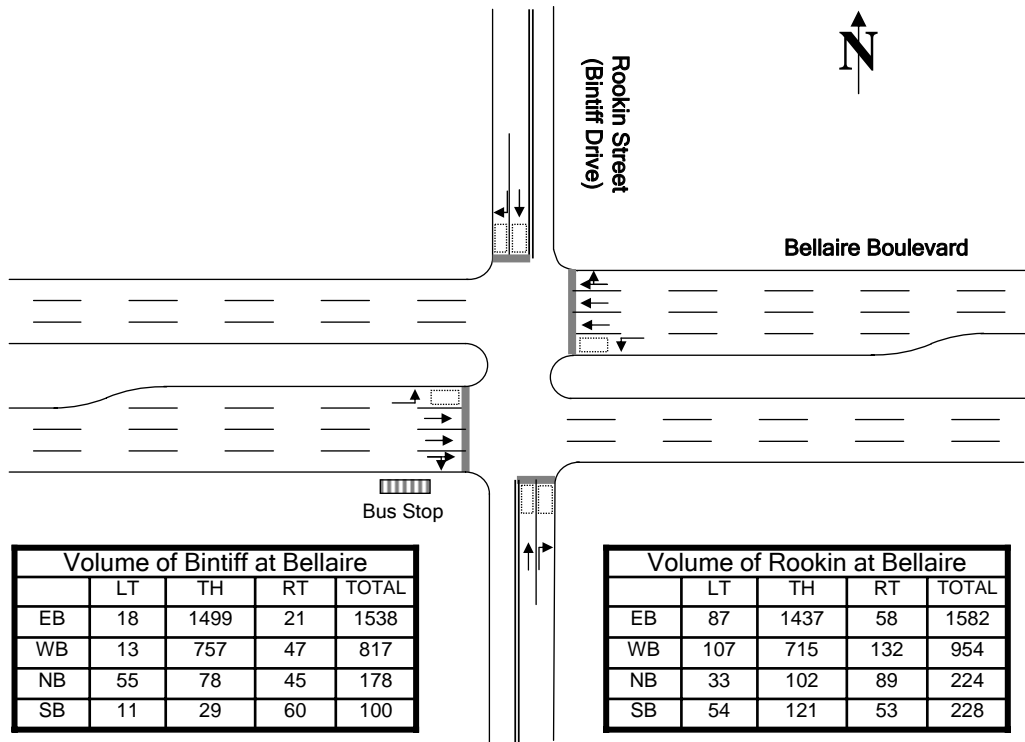 N
Rookin Street
(Bintiff Drive)
Bellaire Boulevard
Bus Stop
Volume of Bintiff at Bellaire
LT TH RT TOTAL
EB 18 1499 21 1538
WB 13 757 47 817
NB 55 78 45 178
SB 11 29 60 100
Volume of Rookin at Bellaire
LT TH RT TOTAL
EB 87 1437 58 1582
WB 107 715 132 954
NB 33 102 89 224
SB 54 121 53 228